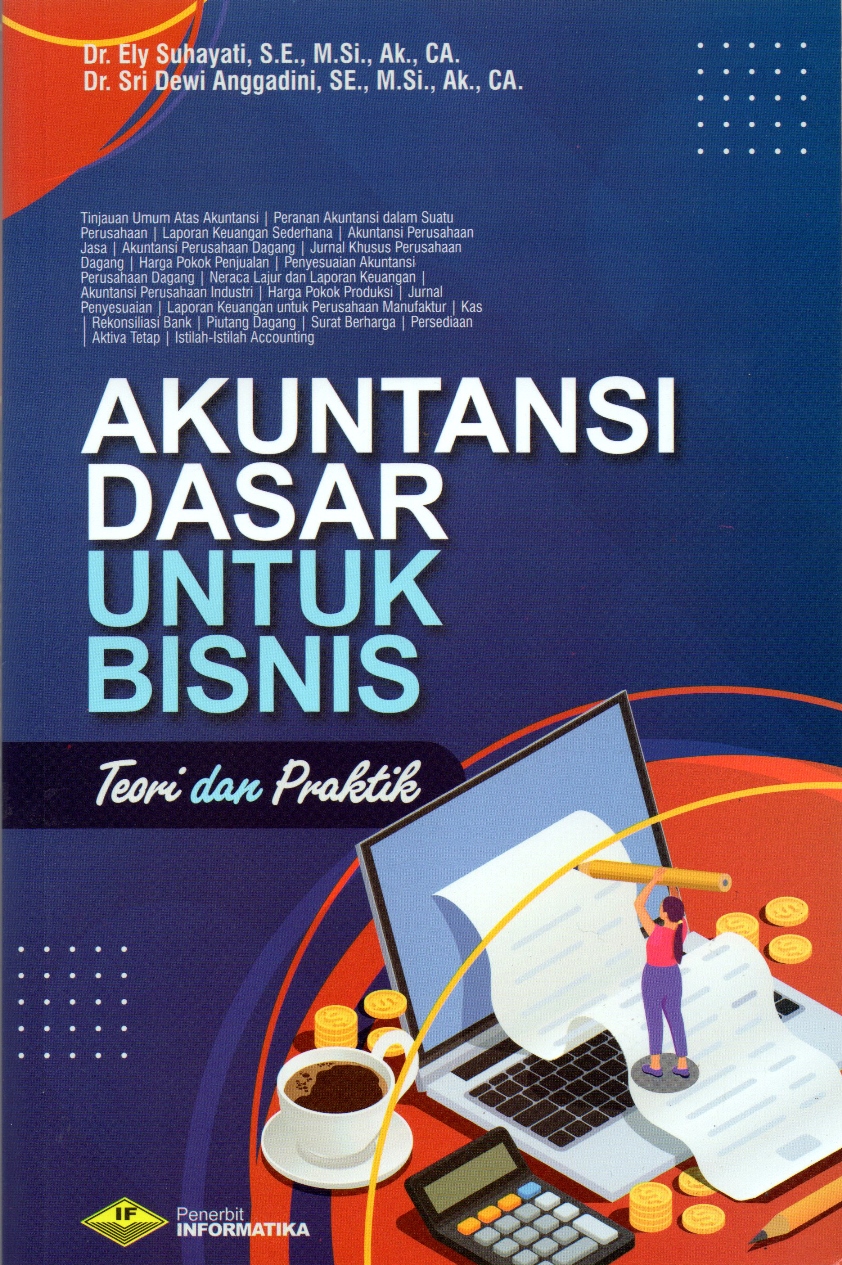 Dr. Ely Suhayati, S.E., M.Si., Ak., CA.
Dr. Sri Dewi Anggadini, SE., M.Si., Ak., CA.
Tinjauan Umum Atas Akuntansi | Peranan Akuntansi dalam Suatu
Perusahaan | Laporan Keuangan Sederhana | Akuntansi Perusahaan
Jasa | Akuntansi Perusahaan Dagang | Jurnal Khusus Perusahaan
Dagang | Harga Pokok Penjualan | Penyesuaian Akuntansi
Perusahaan Dagang | Neraca Lajur dan Laporan Keuangan |
Akuntansi Perusahaan Industri | Harga Pokok Produksi | Jurnal
Penyesuaian | Laporan Keuangan untuk Perusahaan Manufaktur | Kas
| Rekonsiliasi Bank | Piutang Dagang | Surat Berharga | Persediaan
| Aktiva Tetap | Istilah-Istilah Accounting
AKUNTANSI
DASAR
UNTUK
BISNIS
Teori dan Praktik
IF
Penerbit
INFORMATIKA